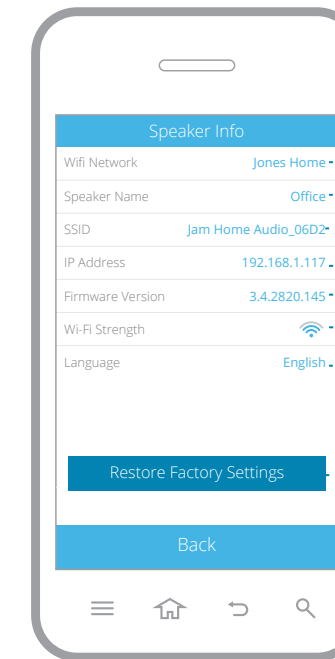 Speaker Info
Wifi Network Jones Home
Speaker Name Office
SSID Jam Home Audio_06D2
IP Address 192.168.1.117
Firmware Version 3.4.2820.145
Wi-Fi Strength
Language English
Restore Factory Settings
Back